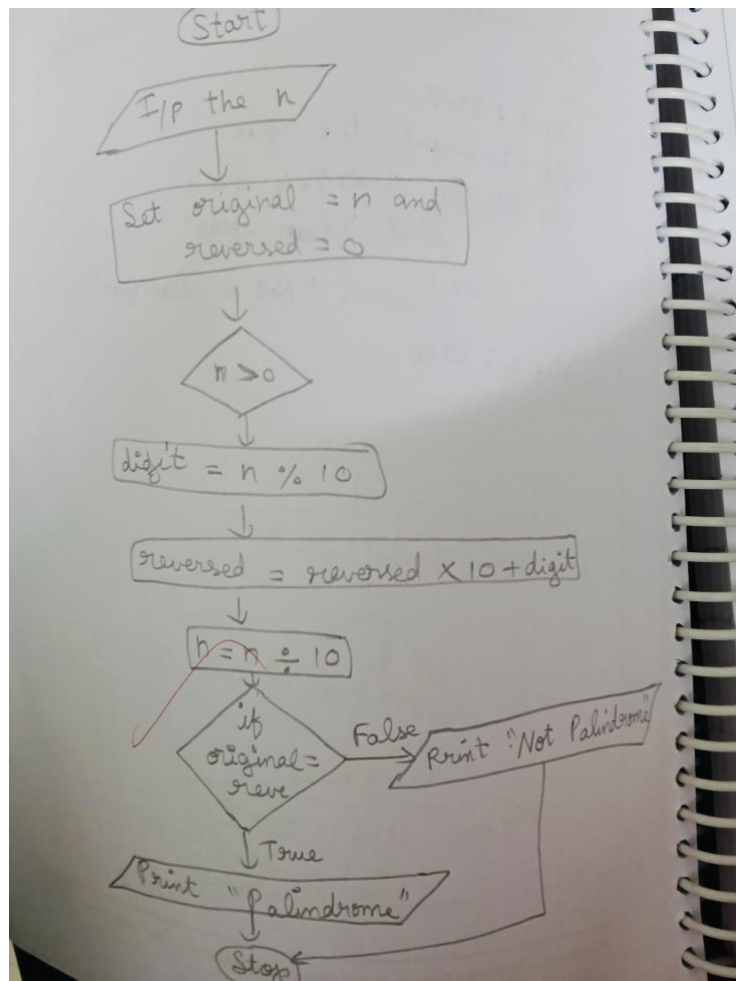 Start
I/p the n
Set original = n and
reversed = 0
n > 0
digit = n % 10
reversed = reversed × 10 + digit
n = n ÷ 10
if
original =
reve
False
Print "Not Palindrome"
True
Print "Palindrome"
Stop